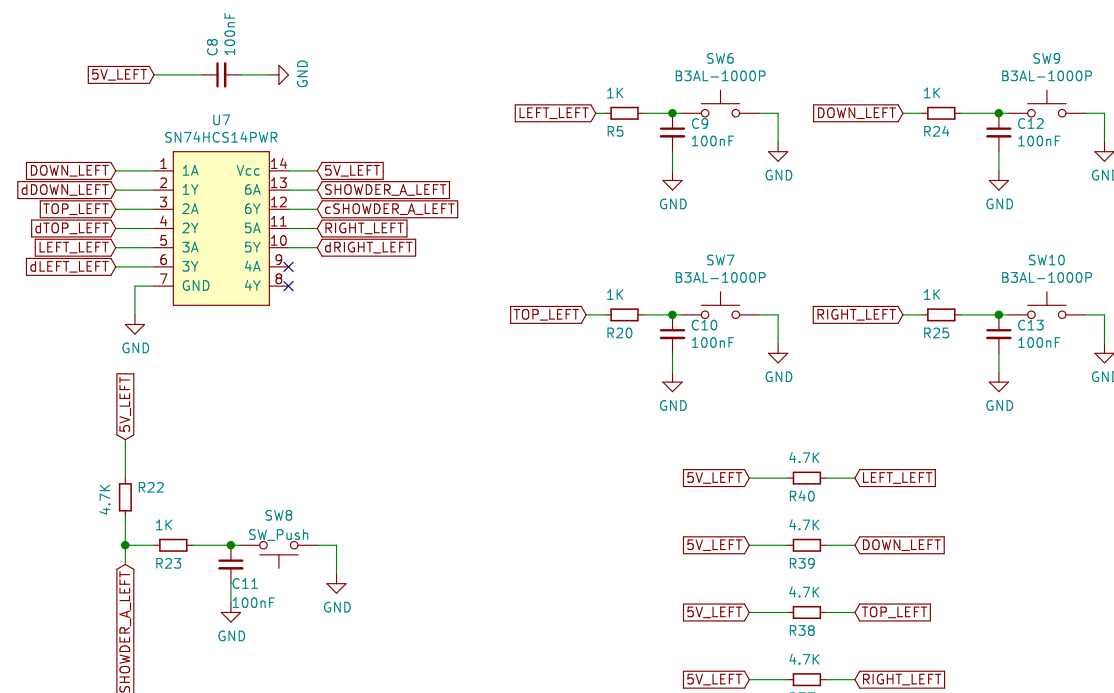 C8
100nF
5V_LEFT
GND
U7
SN74HCS14PWR
DOWN_LEFT 1 1A Vcc 14 5V_LEFT
dDOWN_LEFT 2 1Y 6A 13 SHOWDER_A_LEFT
TOP_LEFT 3 2A 6Y 12 cSHOWDER_A_LEFT
dTOP_LEFT 4 2Y 5A 11 RIGHT_LEFT
LEFT_LEFT 5 3A 5Y 10 dRIGHT_LEFT
dLEFT_LEFT 6 3Y 4A 9
7 GND 4Y 8
GND
5V_LEFT
4.7K
R22
1K
R23
SW8
SW_Push
C11
100nF
GND
GND
SHOWDER_A_LEFT
SW6
B3AL-1000P
1K
LEFT_LEFT
R5
C9
100nF
GND
GND
SW9
B3AL-1000P
1K
DOWN_LEFT
R24
C12
100nF
GND
GND
SW7
B3AL-1000P
1K
TOP_LEFT
R20
C10
100nF
GND
GND
SW10
B3AL-1000P
1K
RIGHT_LEFT
R25
C13
100nF
GND
GND
4.7K
5V_LEFT LEFT_LEFT
R40
4.7K
5V_LEFT DOWN_LEFT
R39
4.7K
5V_LEFT TOP_LEFT
R38
4.7K
5V_LEFT RIGHT_LEFT